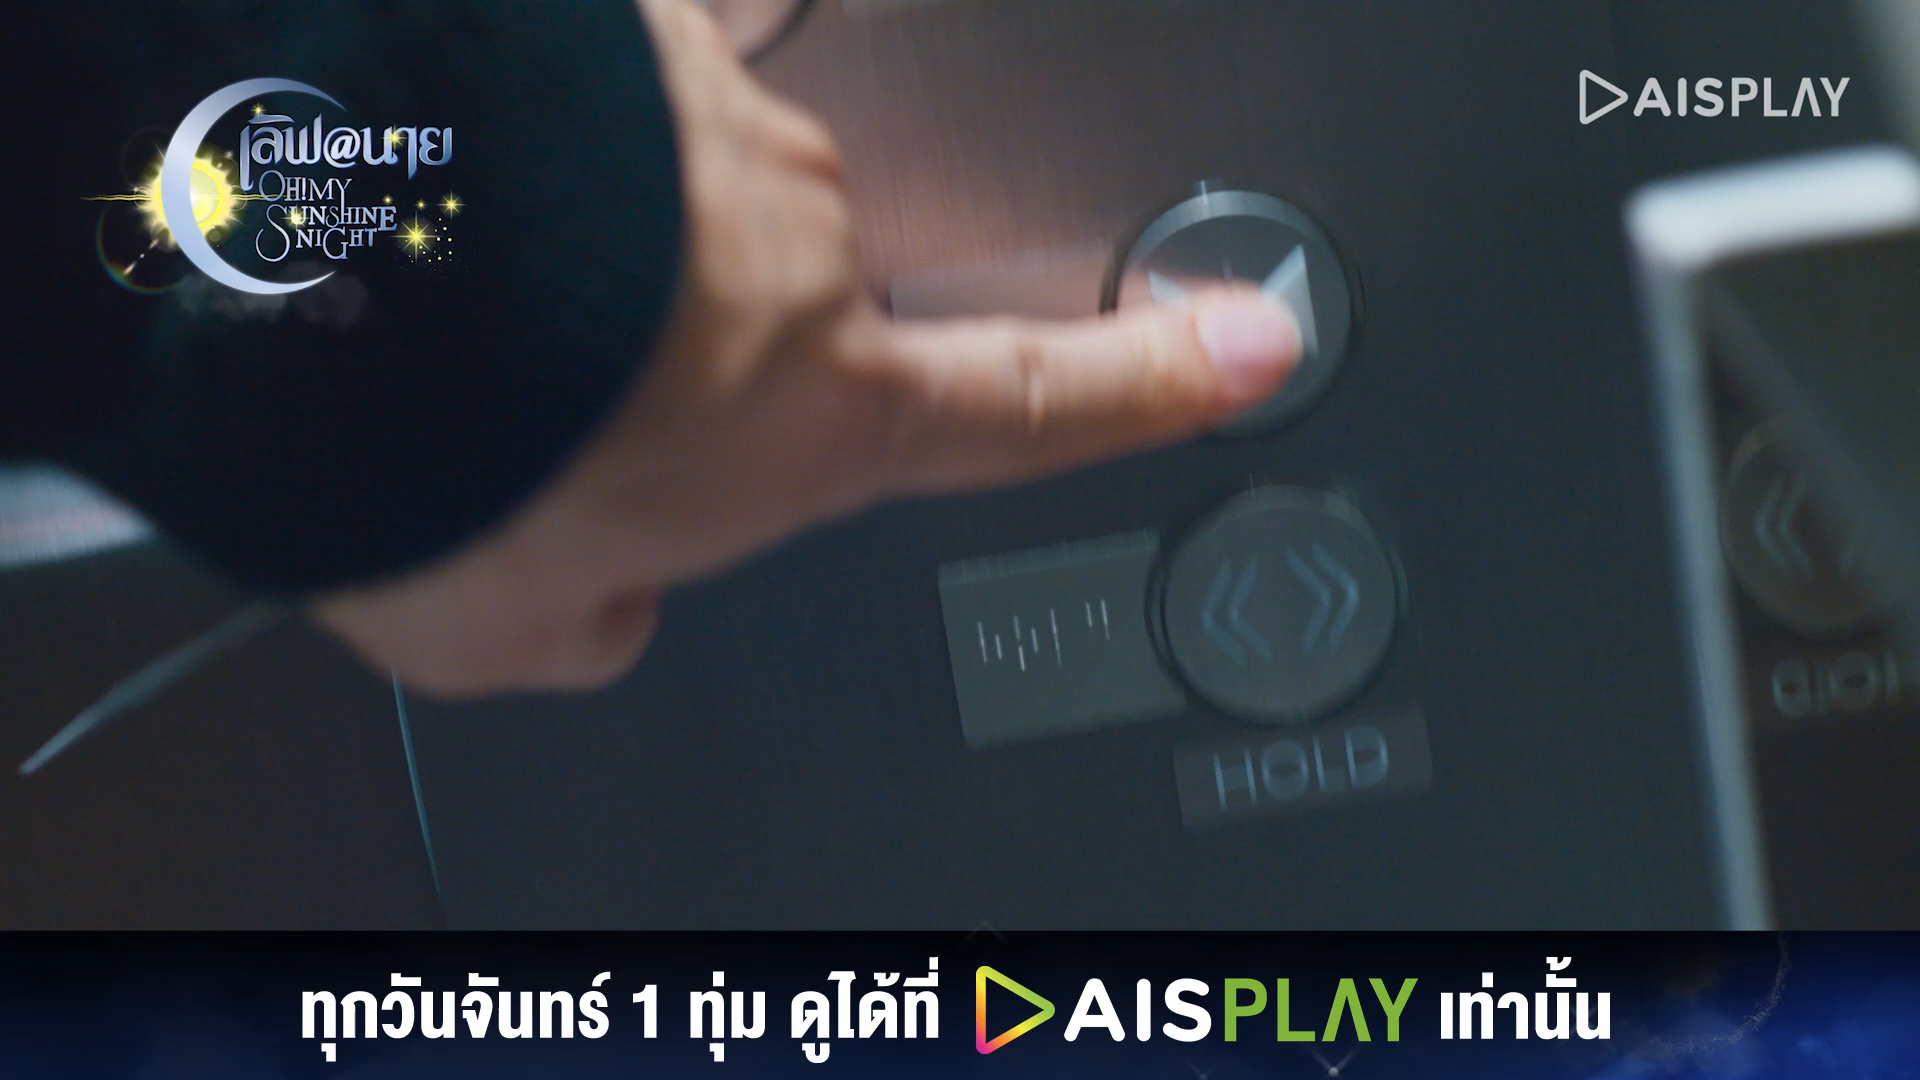 เลิฟ@นาย
OH! MY
SUNSHINE
NIGHT
AISPLAY
HOLD
ทุกวันจันทร์ 1 ทุ่ม ดูได้ที่ AISPLAY เท่านั้น